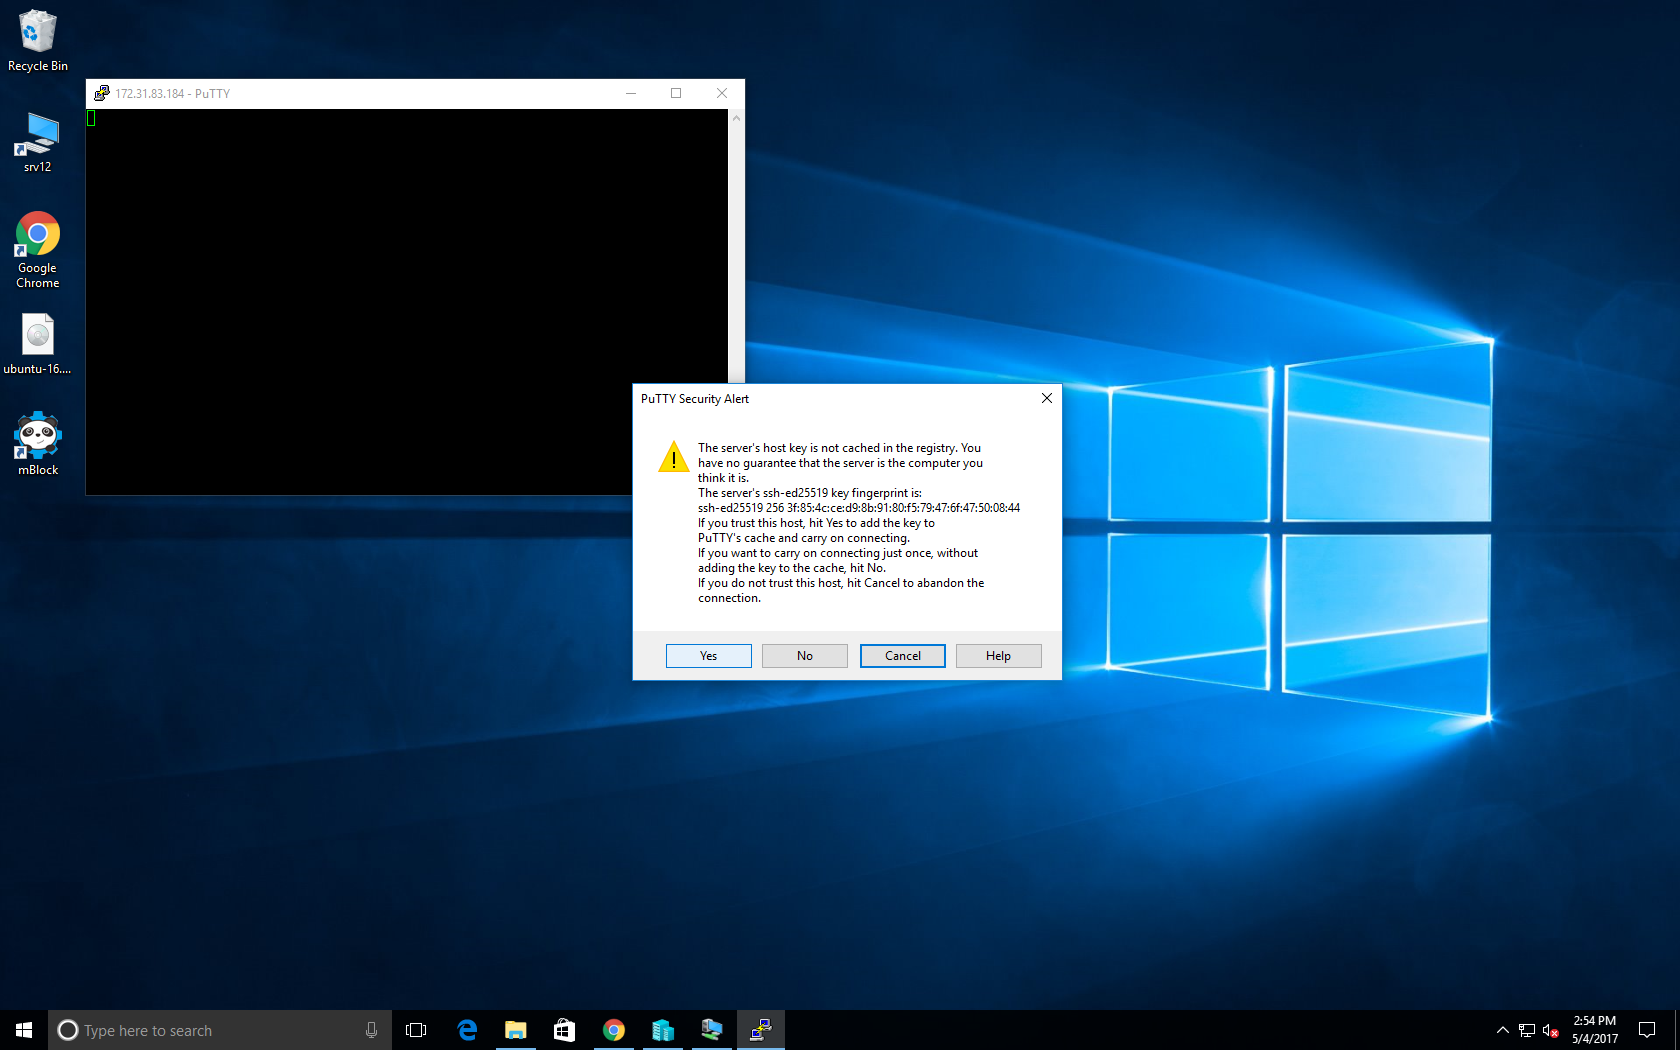 Recycle Bin
srv12
Google
Chrome
ubuntu-16....
mBlock
172.31.83.184 - PuTTY
PuTTY Security Alert
The server's host key is not cached in the registry. You
have no guarantee that the server is the computer you
think it is.
The server's ssh-ed25519 key fingerprint is:
ssh-ed25519 256 3f:85:4c:ce:d9:8b:91:80:f5:79:47:6f:47:50:08:44
If you trust this host, hit Yes to add the key to
PuTTY's cache and carry on connecting.
If you want to carry on connecting just once, without
adding the key to the cache, hit No.
If you do not trust this host, hit Cancel to abandon the
connection.
Yes No Cancel Help
Type here to search
2:54 PM
5/4/2017